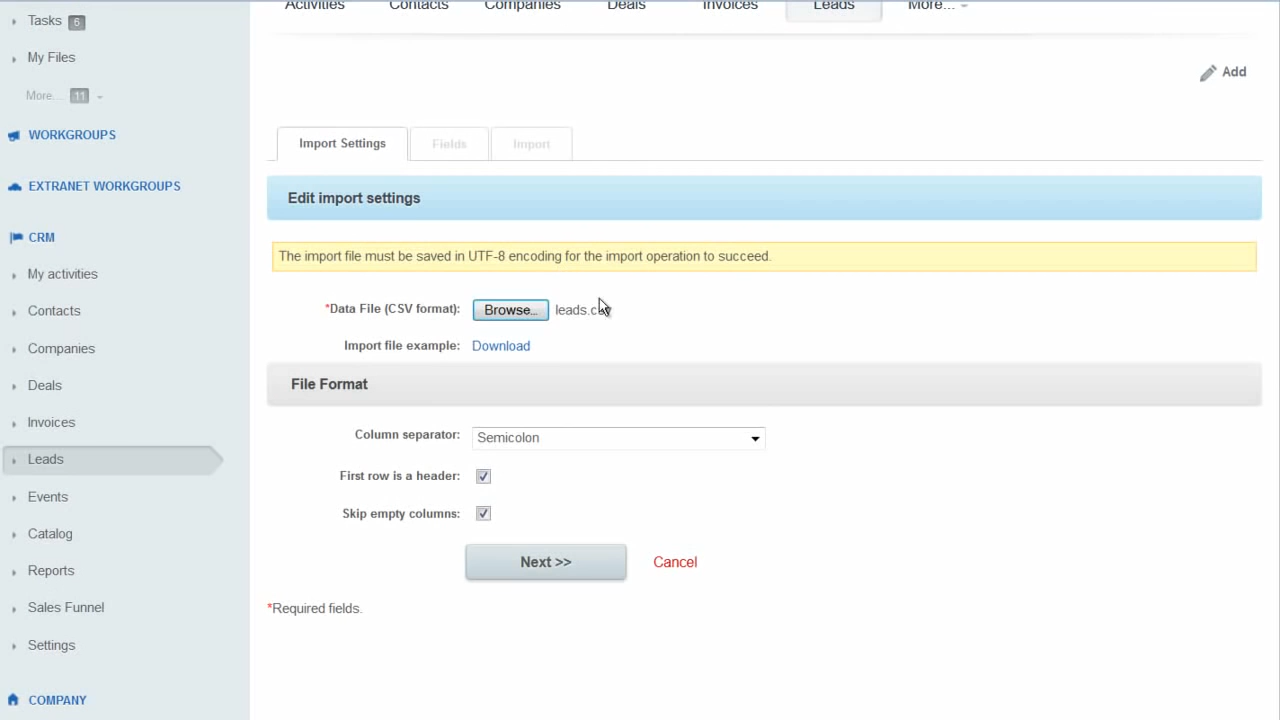 Activities Contacts Companies Deals Invoices Leads More...
Tasks 6
My Files
More... 11
WORKGROUPS
EXTRANET WORKGROUPS
CRM
My activities
Contacts
Companies
Deals
Invoices
Leads
Events
Catalog
Reports
Sales Funnel
Settings
COMPANY
Add
Import Settings Fields Import
Edit import settings
The import file must be saved in UTF-8 encoding for the import operation to succeed.
*Data File (CSV format): Browse... leads.csv
Import file example: Download
File Format
Column separator: Semicolon
First row is a header:
Skip empty columns:
Next >> Cancel
*Required fields.